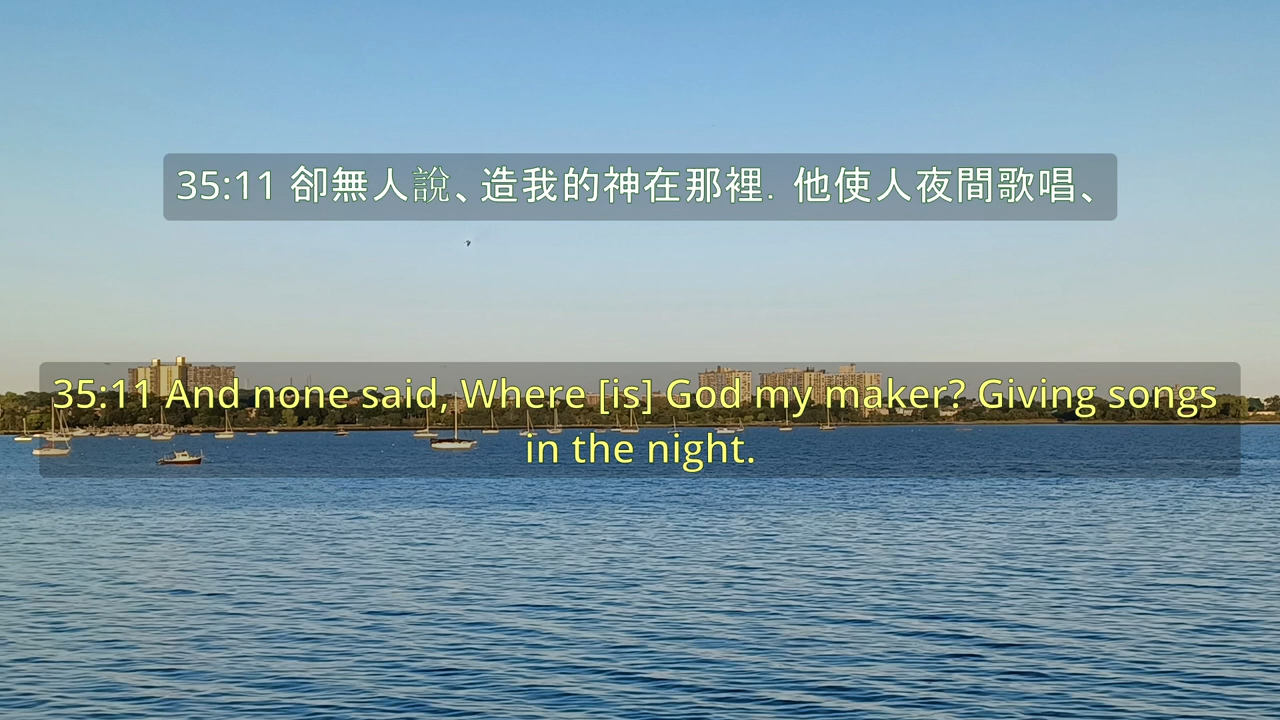 35:11 卻無人說、造我的神在那裡. 他使人夜間歌唱、
35:11 And none said, Where [is] God my maker? Giving songs
in the night.